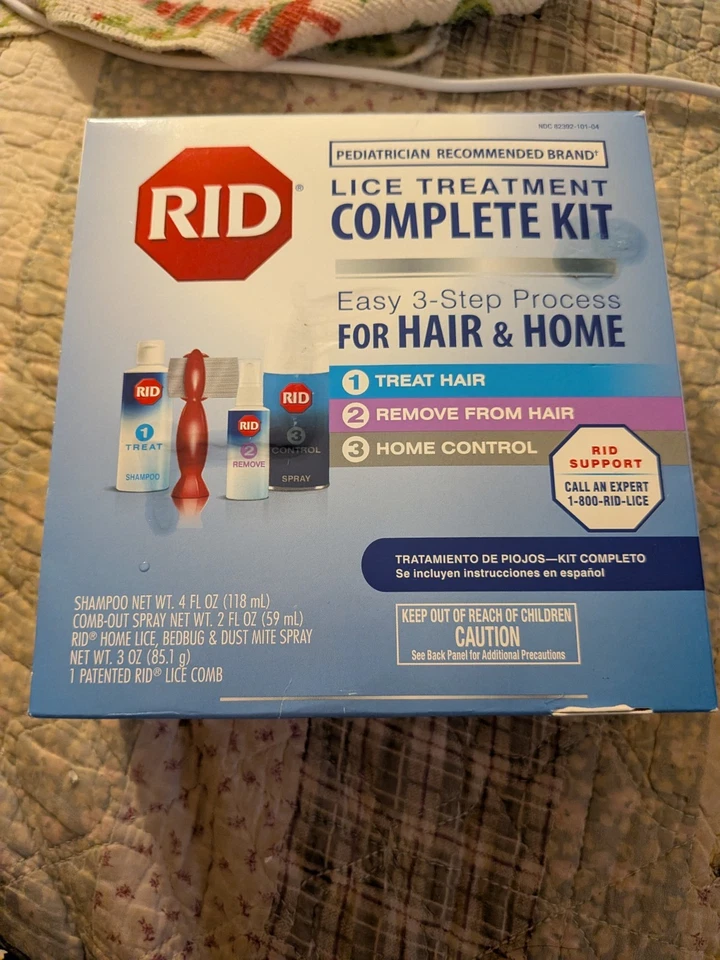 NDC 82392-101-04
PEDIATRICIAN RECOMMENDED BRAND†
RID®
LICE TREATMENT
COMPLETE KIT
Easy 3-Step Process
FOR HAIR & HOME
1 TREAT HAIR
2 REMOVE FROM HAIR
3 HOME CONTROL
RID
1
TREAT
SHAMPOO
RID
2
REMOVE
RID
3
CONTROL
SPRAY
RID
SUPPORT
CALL AN EXPERT
1-800-RID-LICE
TRATAMIENTO DE PIOJOS—KIT COMPLETO
Se incluyen instrucciones en español
SHAMPOO NET WT. 4 FL OZ (118 mL)
COMB-OUT SPRAY NET WT. 2 FL OZ (59 mL)
RID® HOME LICE, BEDBUG & DUST MITE SPRAY
NET WT. 3 OZ (85.1 g)
1 PATENTED RID® LICE COMB
KEEP OUT OF REACH OF CHILDREN
CAUTION
See Back Panel for Additional Precautions